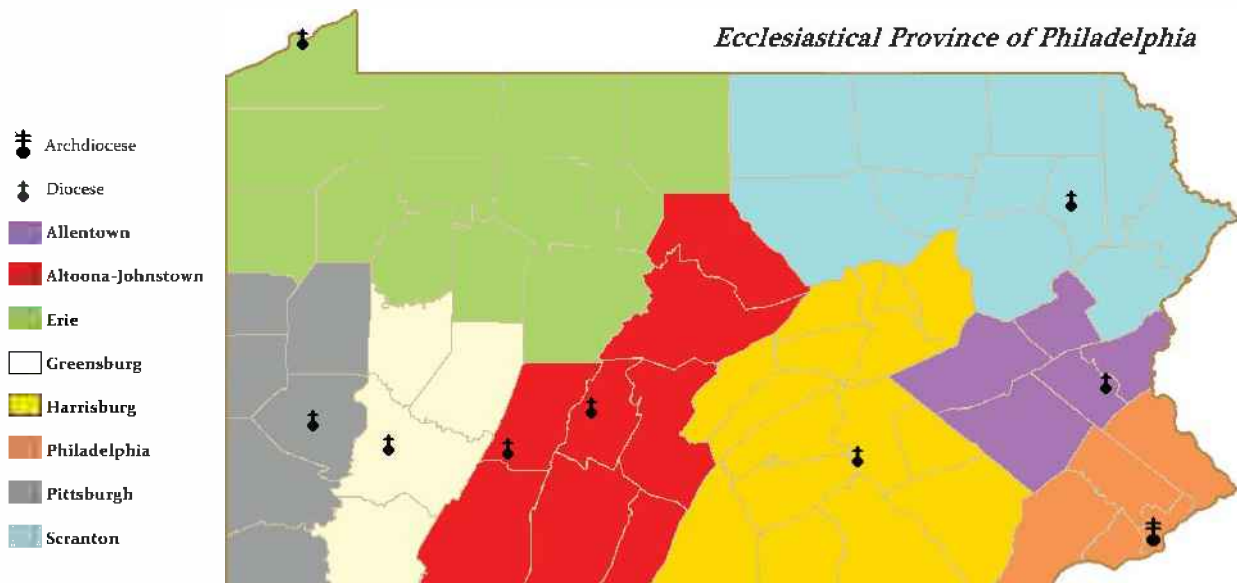 Ecclesiastical Province of Philadelphia
Archdiocese
Diocese
Allentown
Altoona-Johnstown
Erie
Greensburg
Harrisburg
Philadelphia
Pittsburgh
Scranton